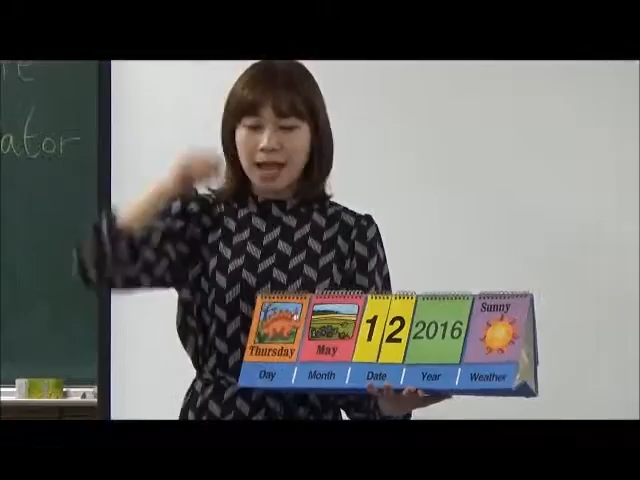 ator
Thursday
May
12
2016
Sunny
Day
Month
Date
Year
Weather